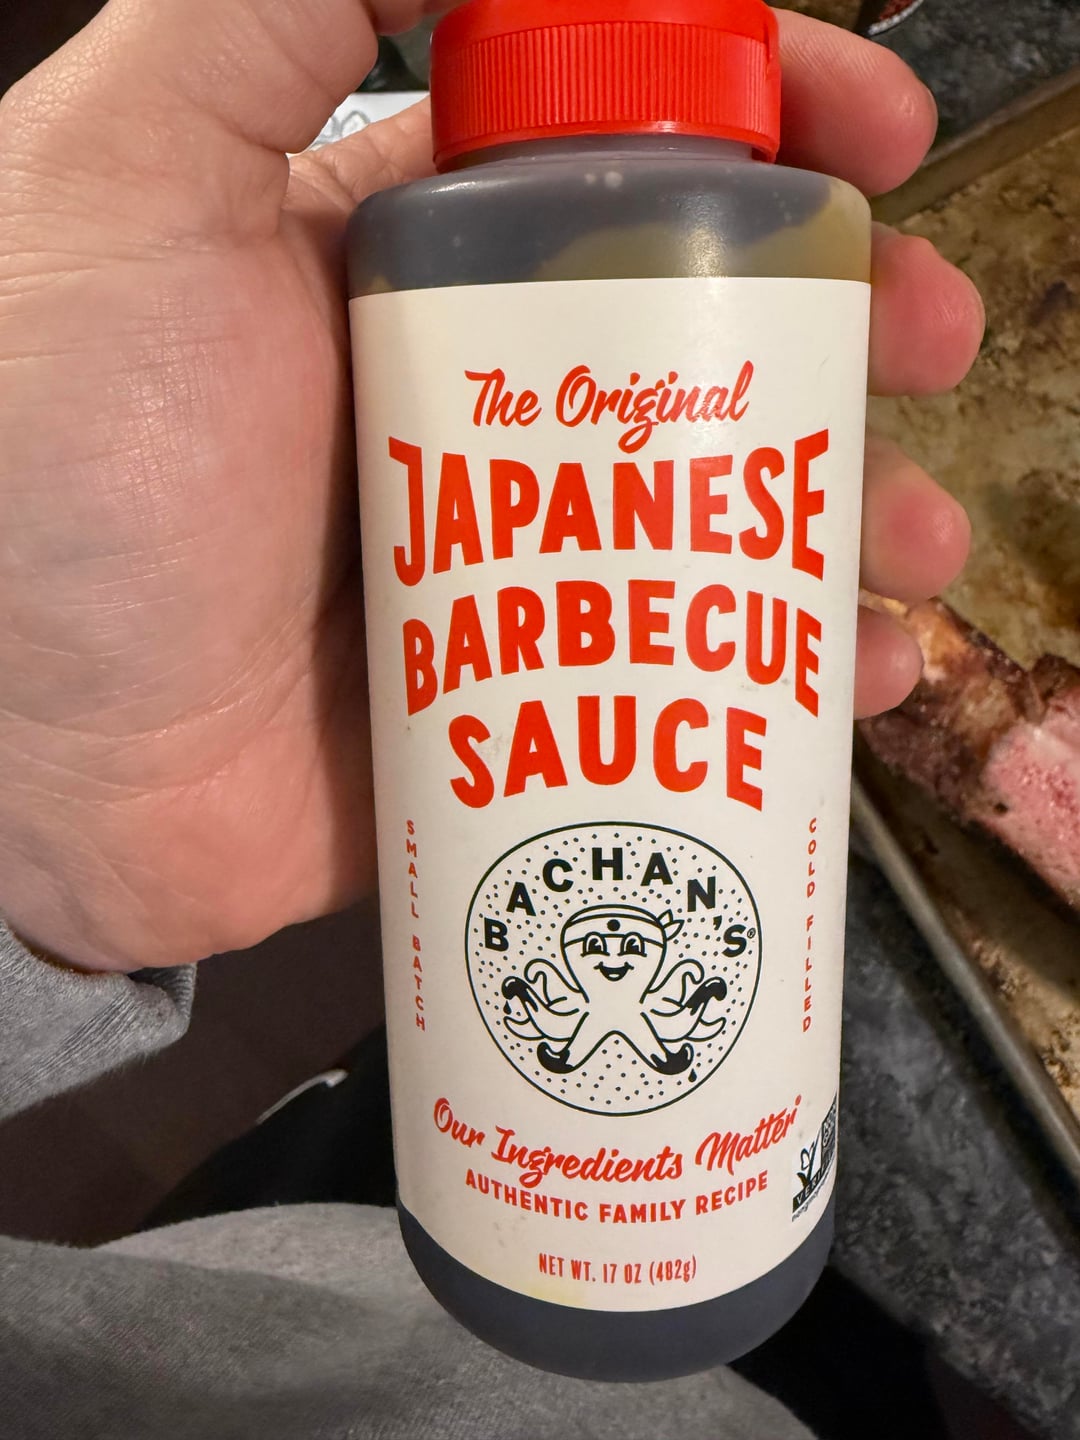 The Original
JAPANESE
BARBECUE
SAUCE
SMALL BATCH
COLD FILLED
BACHAN'S®
Our Ingredients Matter®
AUTHENTIC FAMILY RECIPE
NET WT. 17 OZ (482g)